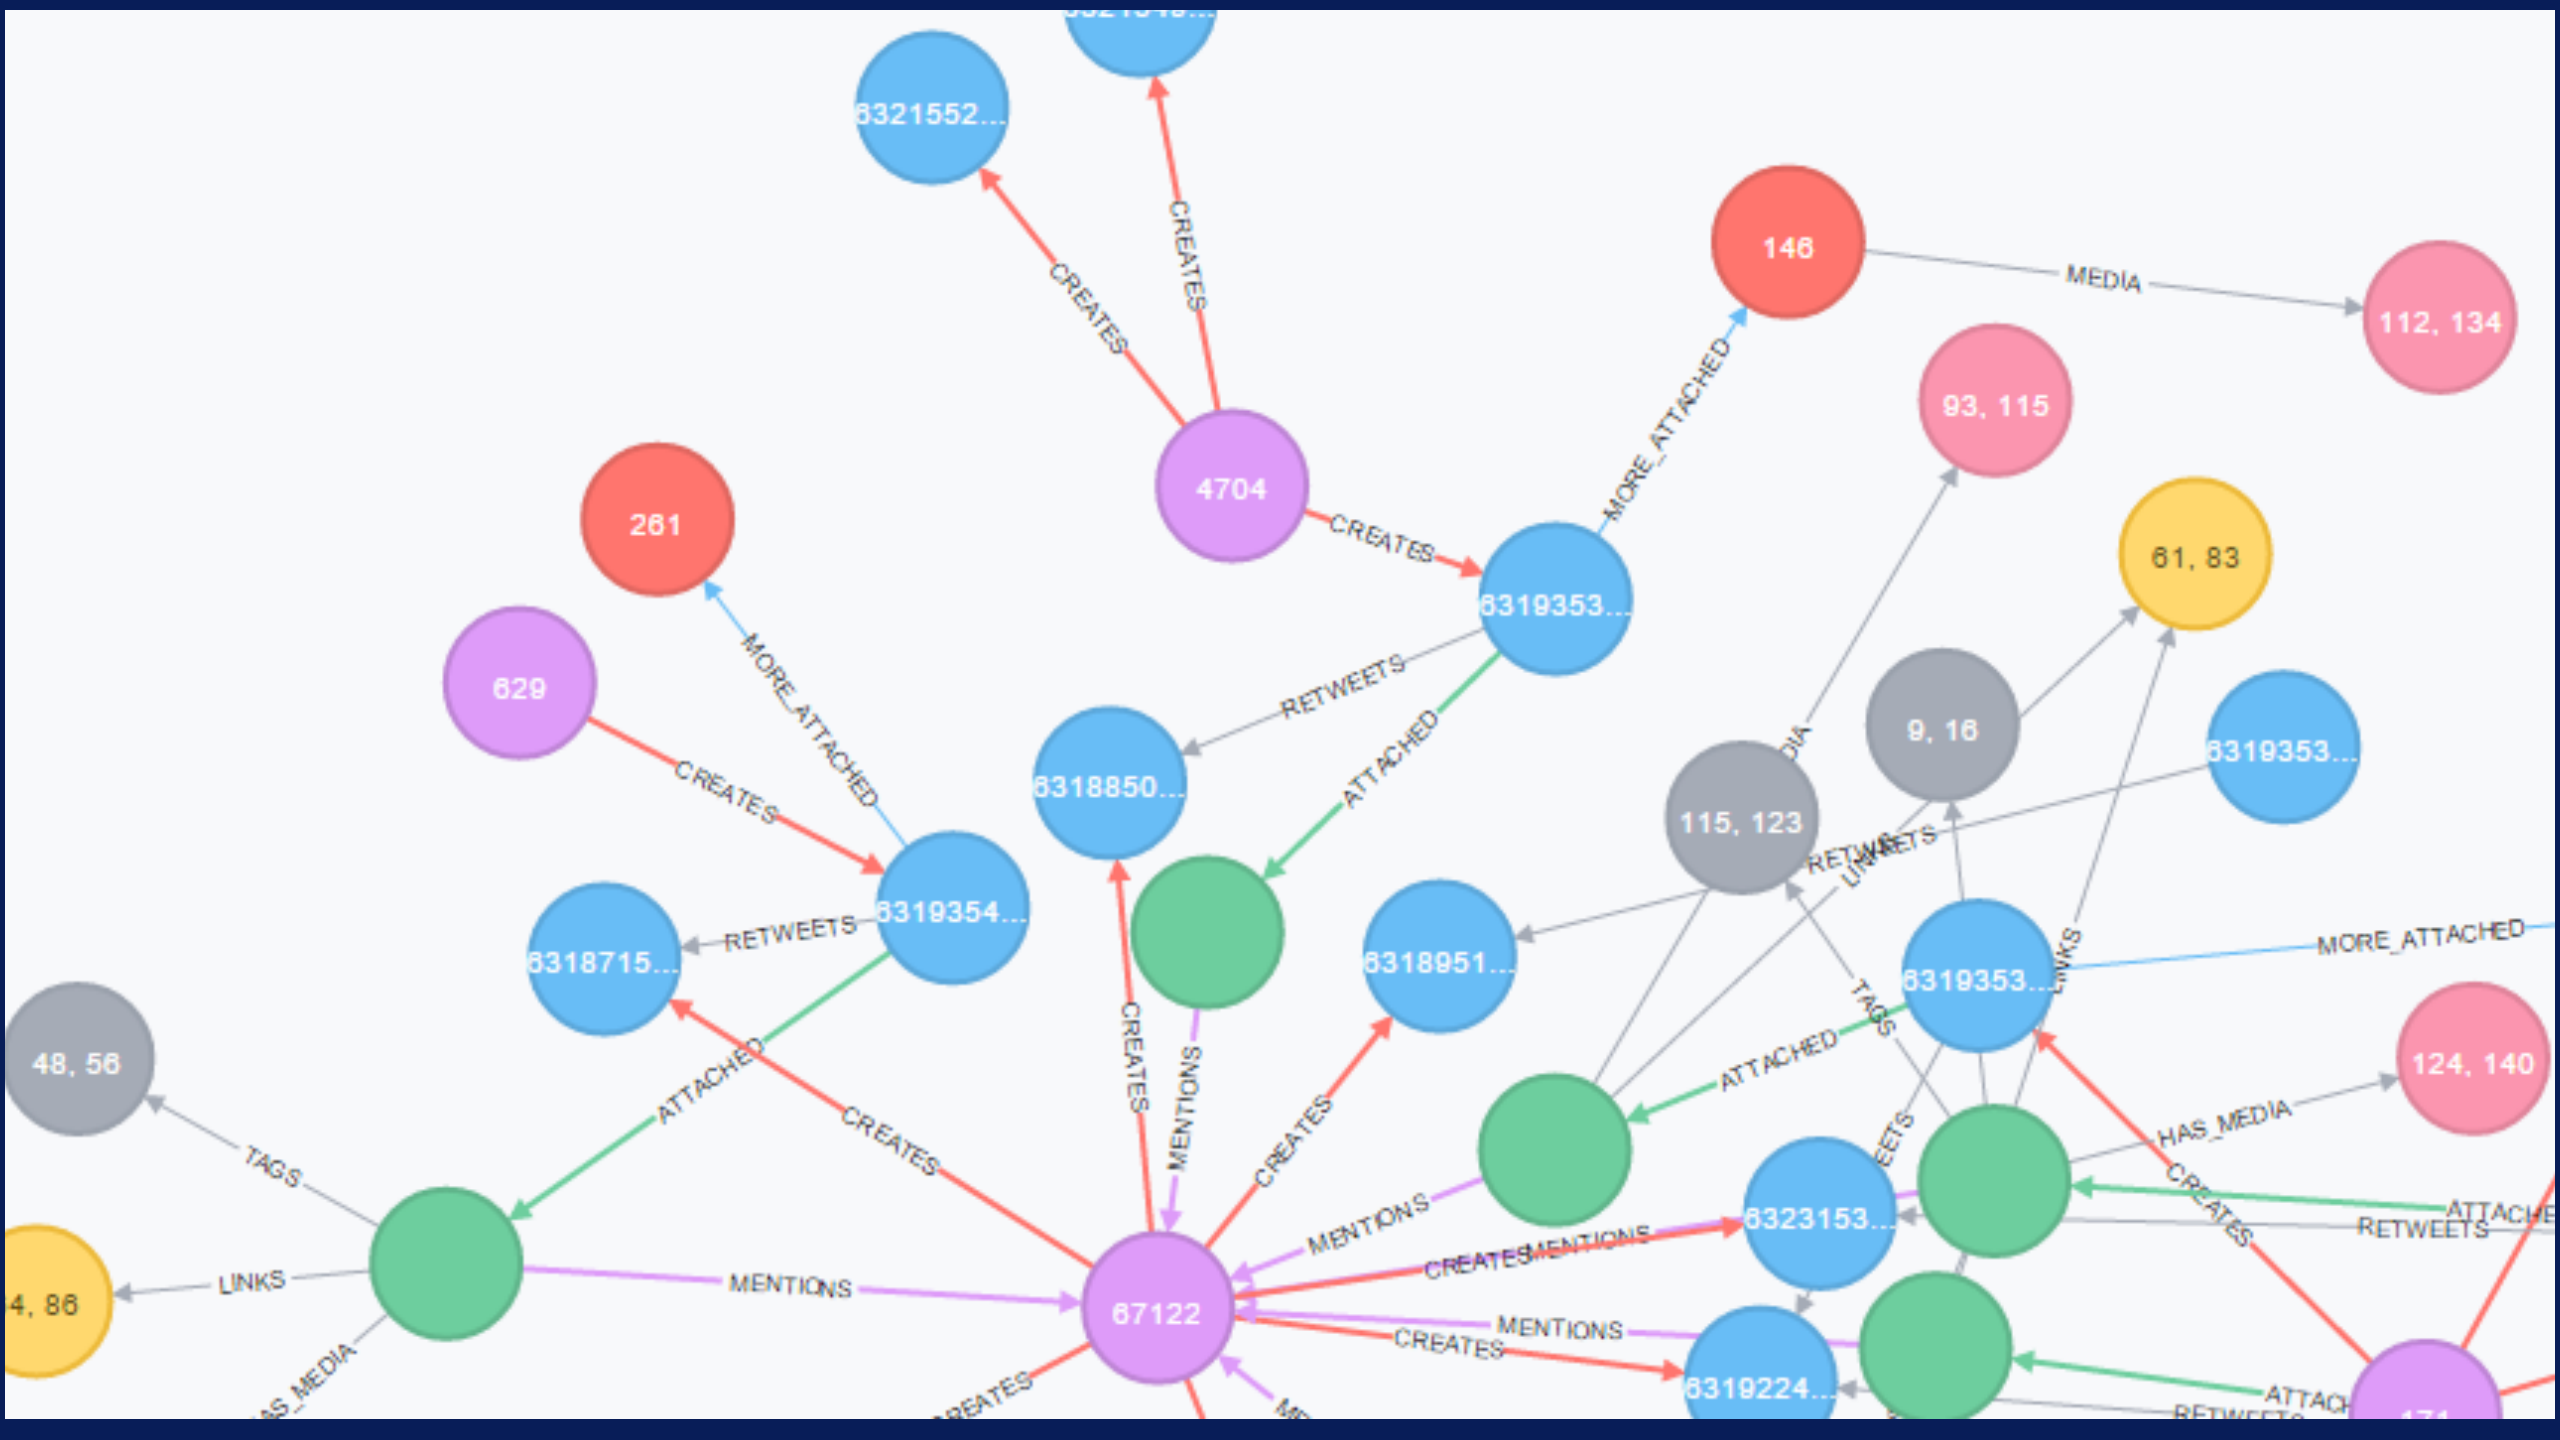 6321552...
CREATES
CREATES
146
MEDIA
112, 134
93, 115
MORE_ATTACHED
4704
CREATES
261
6319353...
61, 83
629
MORE_ATTACHED
RETWEETS
ATTACHED
9, 16
6319353...
CREATES
6318850...
115, 123
LINKS
6319354...
RETWEETS
6318715...
6318951...
6319353...
LINKS
MORE_ATTACHED
TAGS
48, 56
ATTACHED
CREATES
MENTIONS
CREATES
ATTACHED
124, 140
HAS_MEDIA
CREATES
TAGS
CREATES
MENTIONS
6323153...
CREATES
MENTIONS
RETWEETS
LINKS
MENTIONS
67122
MENTIONS
CREATES
6319224...